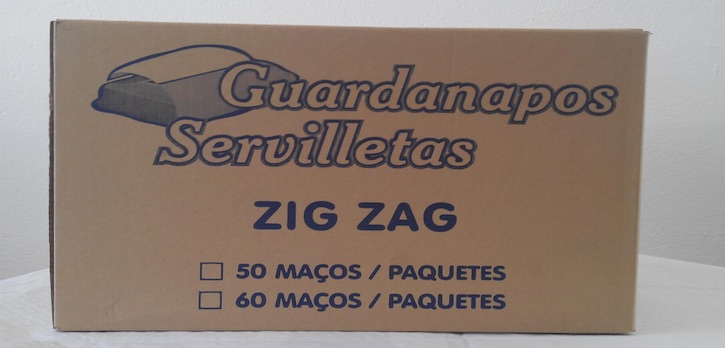 Guardanapos
Servilletas
ZIG ZAG
50 MAÇOS / PAQUETES
60 MAÇOS / PAQUETES